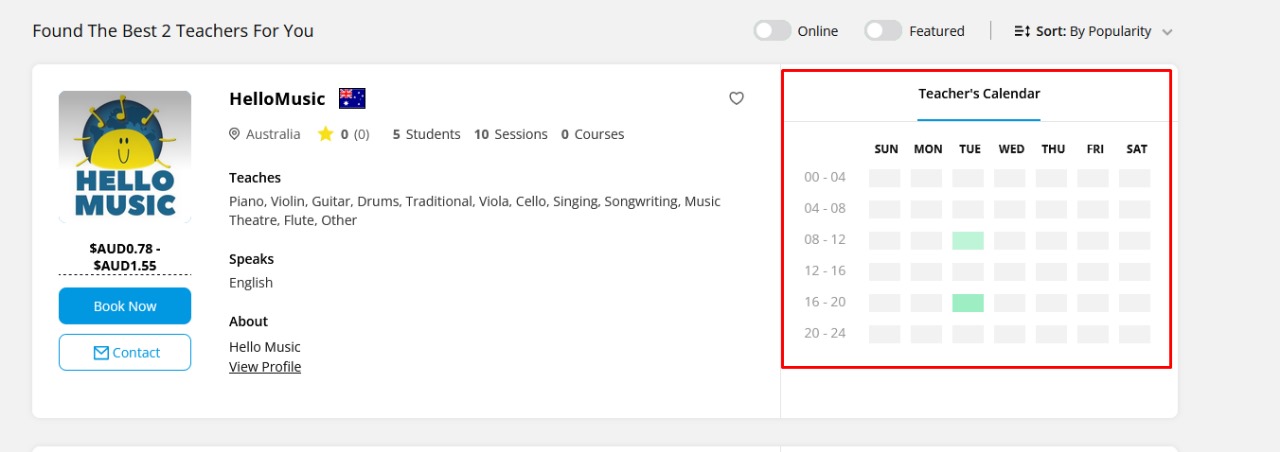 Found The Best 2 Teachers For You
Online
Featured
Sort: By Popularity
HELLO
MUSIC
$AUD0.78 -
$AUD1.55
Book Now
Contact
HelloMusic
Australia 0 (0) 5 Students 10 Sessions 0 Courses
Teaches
Piano, Violin, Guitar, Drums, Traditional, Viola, Cello, Singing, Songwriting, Music
Theatre, Flute, Other
Speaks
English
About
Hello Music
View Profile
Teacher's Calendar
SUN MON TUE WED THU FRI SAT
00 - 04
04 - 08
08 - 12
12 - 16
16 - 20
20 - 24